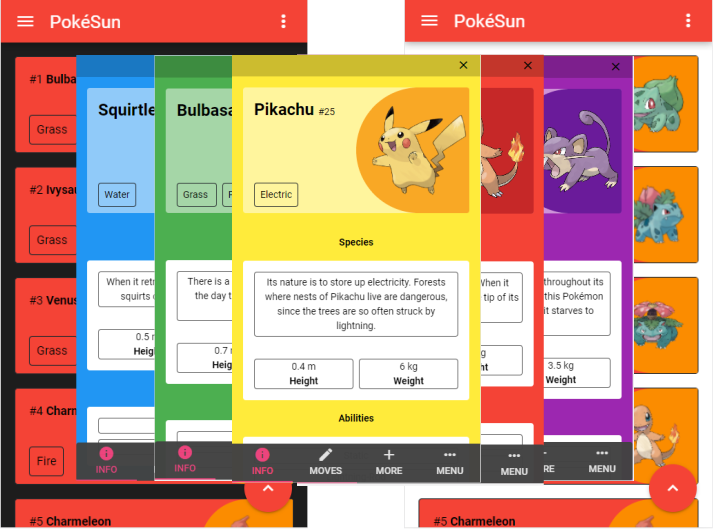 PokéSun
PokéSun
#1 Bulba
Grass
#2 Ivysau
Grass
#3 Venus
Grass
#4 Charm
Fire
#5 Charmeleon
Squirtle
Water
When it retr
squirts
0.5 m
Heigh
INFO
Bulbasa
Grass
There is a
the day t
0.7
Heig
INFO
Pikachu #25
Electric
Species
Its nature is to store up electricity. Forests
where nests of Pikachu live are dangerous,
since the trees are so often struck by
lightning.
0.4 m
Height
6 kg
Weight
Abilities
INFO
MOVES
MORE
MENU
When it
tip of its
g
ht
MENU
throughout its
this Pokémon
it starves to
3.5 kg
Weight
RE
MENU
#5 Charmeleon